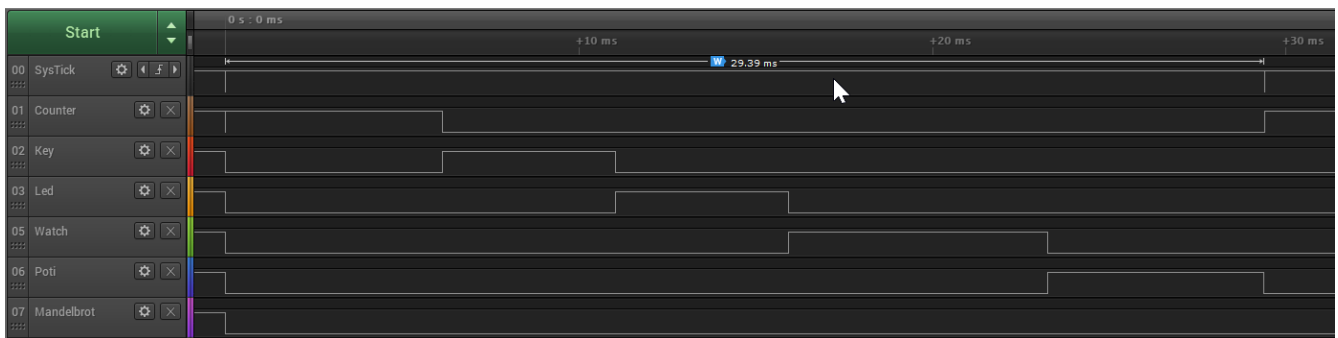 Start
0 s : 0 ms
+10 ms
+20 ms
+30 ms
00 SysTick
W 29.39 ms
01 Counter
02 Key
03 Led
05 Watch
06 Poti
07 Mandelbrot